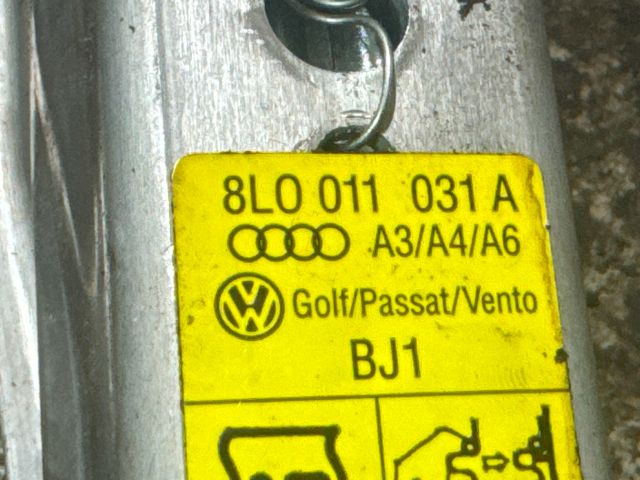 8L0 011 031 A
A3/A4/A6
Golf/Passat/Vento
BJ1